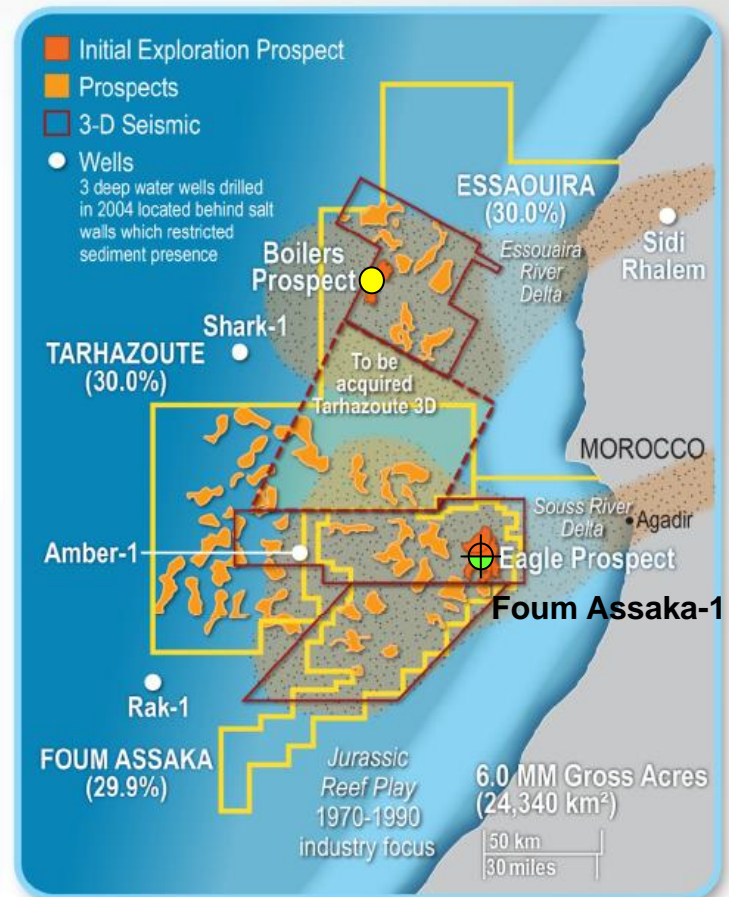 Initial Exploration Prospect
Prospects
3-D Seismic
Wells
3 deep water wells drilled
in 2004 located behind salt
walls which restricted
sediment presence
ESSAOUIRA
(30.0%)
Essouaira
River
Delta
Sidi
Rhalem
Boilers
Prospect
Shark-1
TARHAZOUTE
(30.0%)
To be
acquired
Tarhazoute 3D
MOROCCO
Souss River
Delta
Agadir
Amber-1
Eagle Prospect
Foum Assaka-1
Rak-1
FOUM ASSAKA
(29.9%)
Jurassic
Reef Play
1970-1990
industry focus
6.0 MM Gross Acres
(24,340 km²)
50 km
30 miles